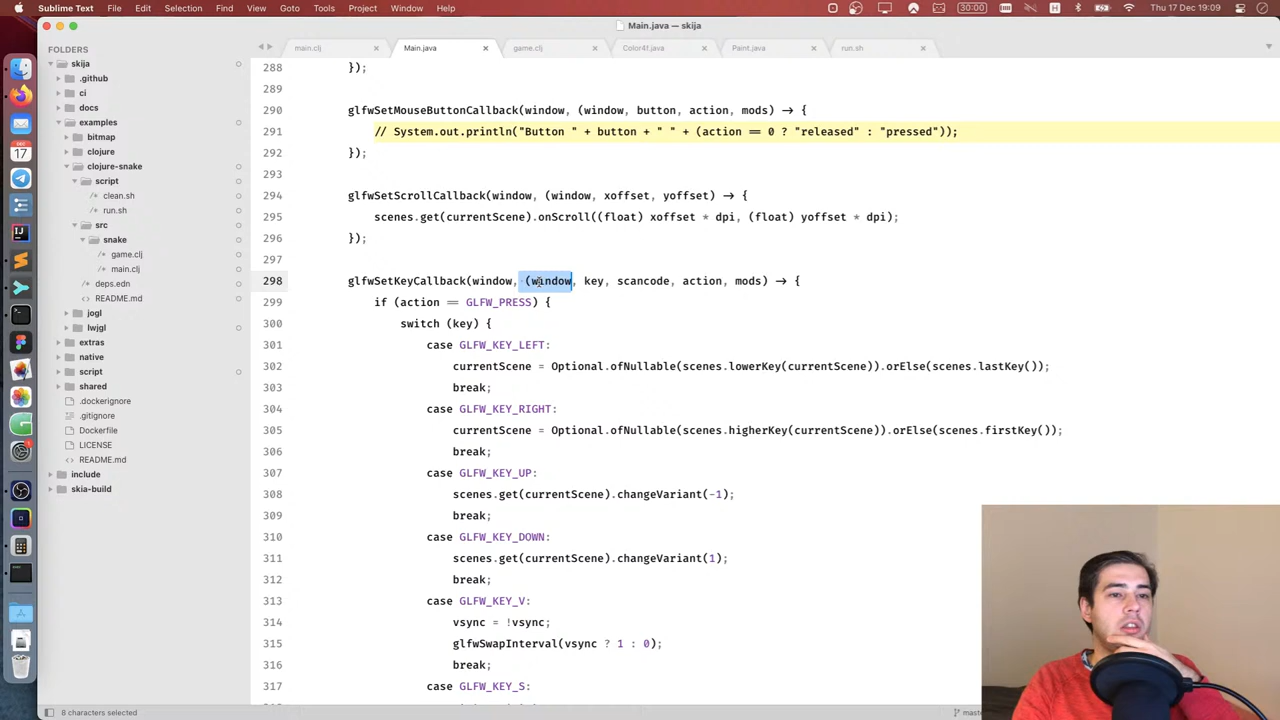 Sublime Text File Edit Selection Find View Goto Tools Project Window Help 30:00 Thu 17 Dec 19:09
Main.java — skija
main.clj Main.java game.clj Color4f.java Paint.java run.sh
FOLDERS
skija
.github
ci
docs
examples
bitmap
clojure
clojure-snake
script
clean.sh
run.sh
src
snake
game.clj
main.clj
deps.edn
README.md
jogl
lwjgl
extras
native
script
shared
.dockerignore
.gitignore
Dockerfile
LICENSE
README.md
include
skia-build
288 });
289
290 glfwSetMouseButtonCallback(window, (window, button, action, mods) -> {
291 // System.out.println("Button " + button + " " + (action == 0 ? "released" : "pressed"));
292 });
293
294 glfwSetScrollCallback(window, (window, xoffset, yoffset) -> {
295 scenes.get(currentScene).onScroll((float) xoffset * dpi, (float) yoffset * dpi);
296 });
297
298 glfwSetKeyCallback(window, (window, key, scancode, action, mods) -> {
299 if (action == GLFW_PRESS) {
300 switch (key) {
301 case GLFW_KEY_LEFT:
302 currentScene = Optional.ofNullable(scenes.lowerKey(currentScene)).orElse(scenes.lastKey());
303 break;
304 case GLFW_KEY_RIGHT:
305 currentScene = Optional.ofNullable(scenes.higherKey(currentScene)).orElse(scenes.firstKey());
306 break;
307 case GLFW_KEY_UP:
308 scenes.get(currentScene).changeVariant(-1);
309 break;
310 case GLFW_KEY_DOWN:
311 scenes.get(currentScene).changeVariant(1);
312 break;
313 case GLFW_KEY_V:
314 vsync = !vsync;
315 glfwSwapInterval(vsync ? 1 : 0);
316 break;
317 case GLFW_KEY_S:
8 characters selected